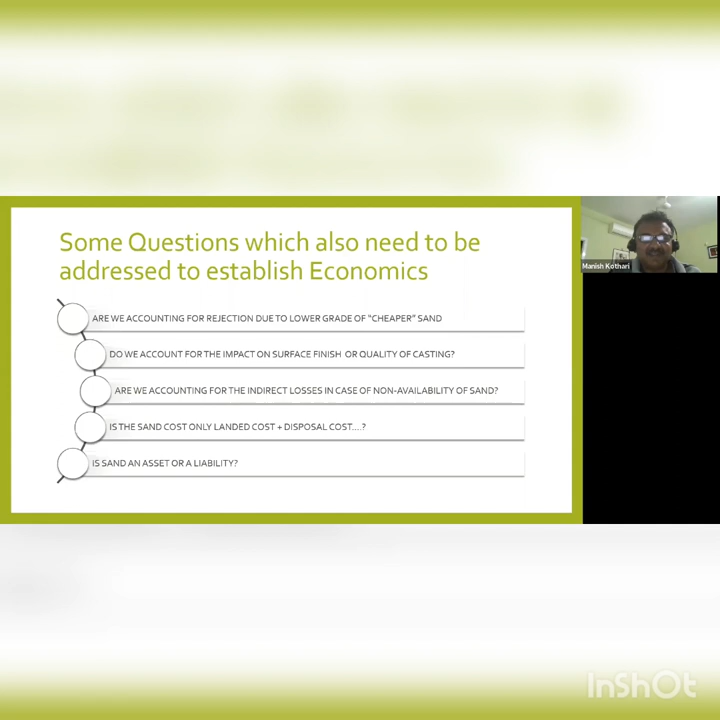 Some Questions which also need to be
addressed to establish Economics
ARE WE ACCOUNTING FOR REJECTION DUE TO LOWER GRADE OF "CHEAPER" SAND
DO WE ACCOUNT FOR THE IMPACT ON SURFACE FINISH OR QUALITY OF CASTING?
ARE WE ACCOUNTING FOR THE INDIRECT LOSSES IN CASE OF NON-AVAILABILITY OF SAND?
IS THE SAND COST ONLY LANDED COST + DISPOSAL COST....?
IS SAND AN ASSET OR A LIABILITY?
Manish Kothari
InShOt